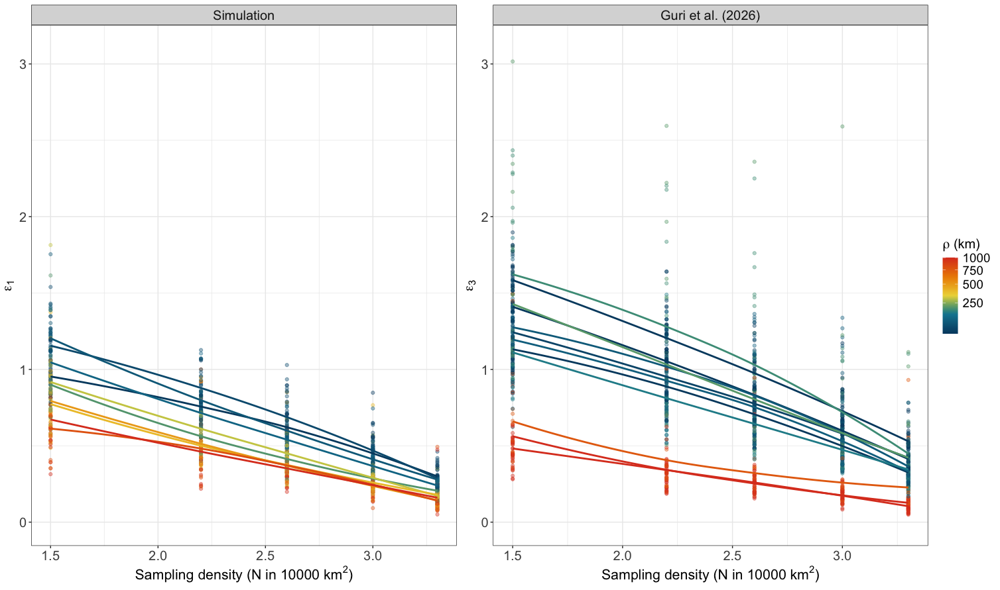 Simulation
Guri et al. (2026)
3
2
1
0
ε1
1.5
2.0
2.5
3.0
Sampling density (N in 10000 km²)
3
2
1
0
ε3
1.5
2.0
2.5
3.0
Sampling density (N in 10000 km²)
ρ (km)
1000
750
500
250